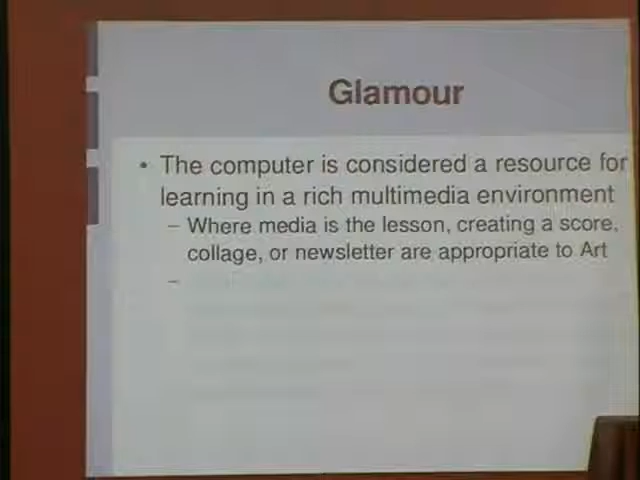 Glamour
• The computer is considered a resource for
learning in a rich multimedia environment
– Where media is the lesson, creating a score,
collage, or newsletter are appropriate to Art
–